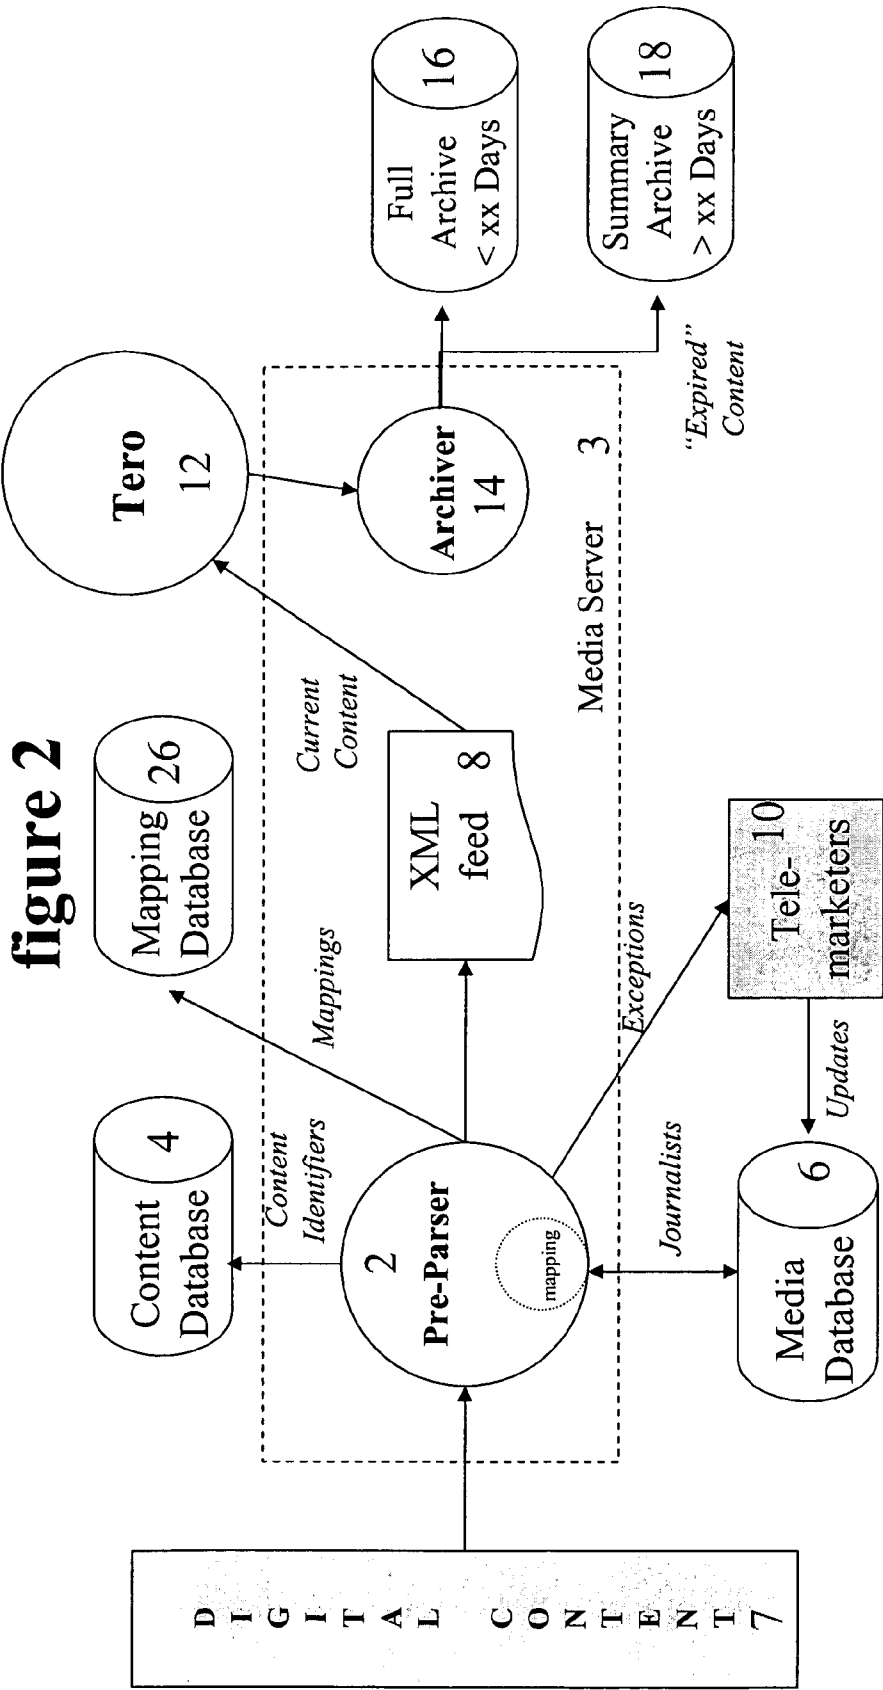 figure 2
Content
Database
4
Mapping
Database
26
Tero
12
Content
Identifiers
Mappings
Current
Content
D I G I T A L C O N T E N T 7
2
Pre-Parser
mapping
XML
feed
8
Archiver
14
Full
Archive
< xx Days
16
Media Server
3
Summary
Archive
> xx Days
18
"Expired"
Content
Journalists
Exceptions
Media
Database
6
Updates
Tele-
marketers
10